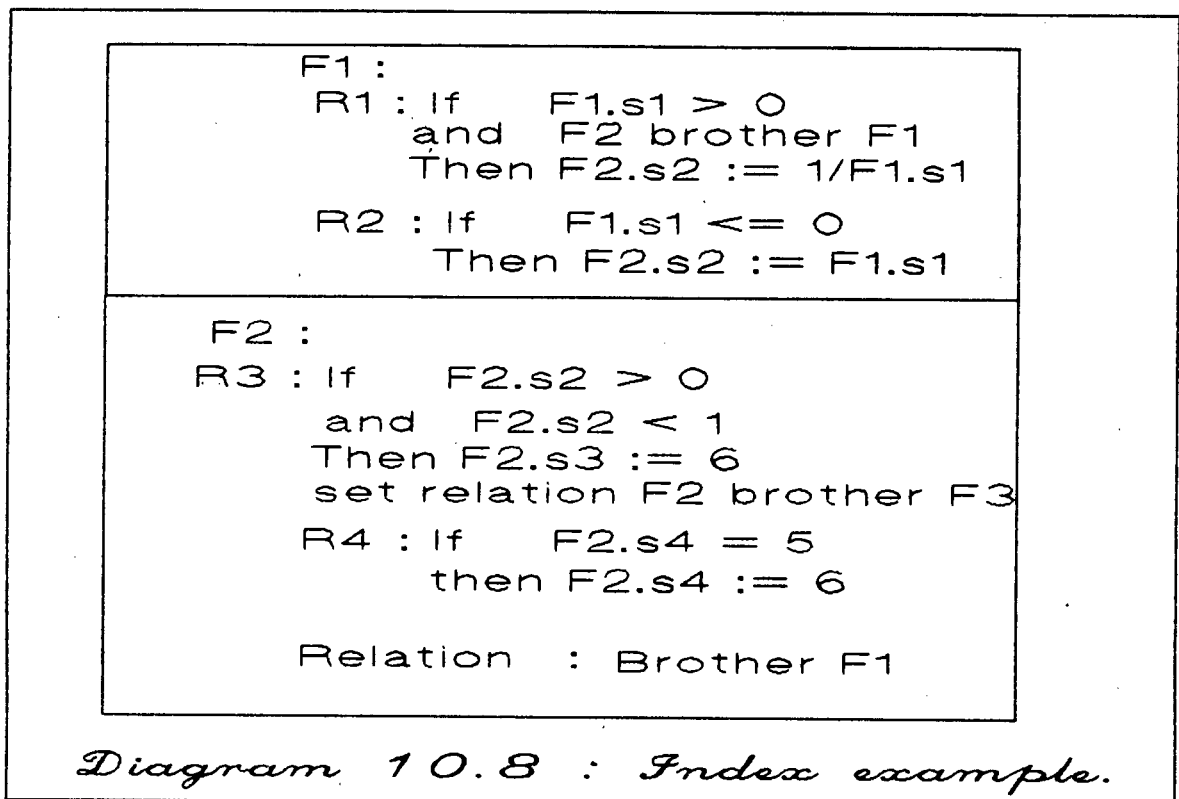 F1 :
R1 : If F1.s1 > 0
and F2 brother F1
Then F2.s2 := 1/F1.s1
R2 : If F1.s1 <= 0
Then F2.s2 := F1.s1
F2 :
R3 : If F2.s2 > 0
and F2.s2 < 1
Then F2.s3 := 6
set relation F2 brother F3
R4 : If F2.s4 = 5
then F2.s4 := 6
Relation : Brother F1
Diagram 10.8 : Index example.